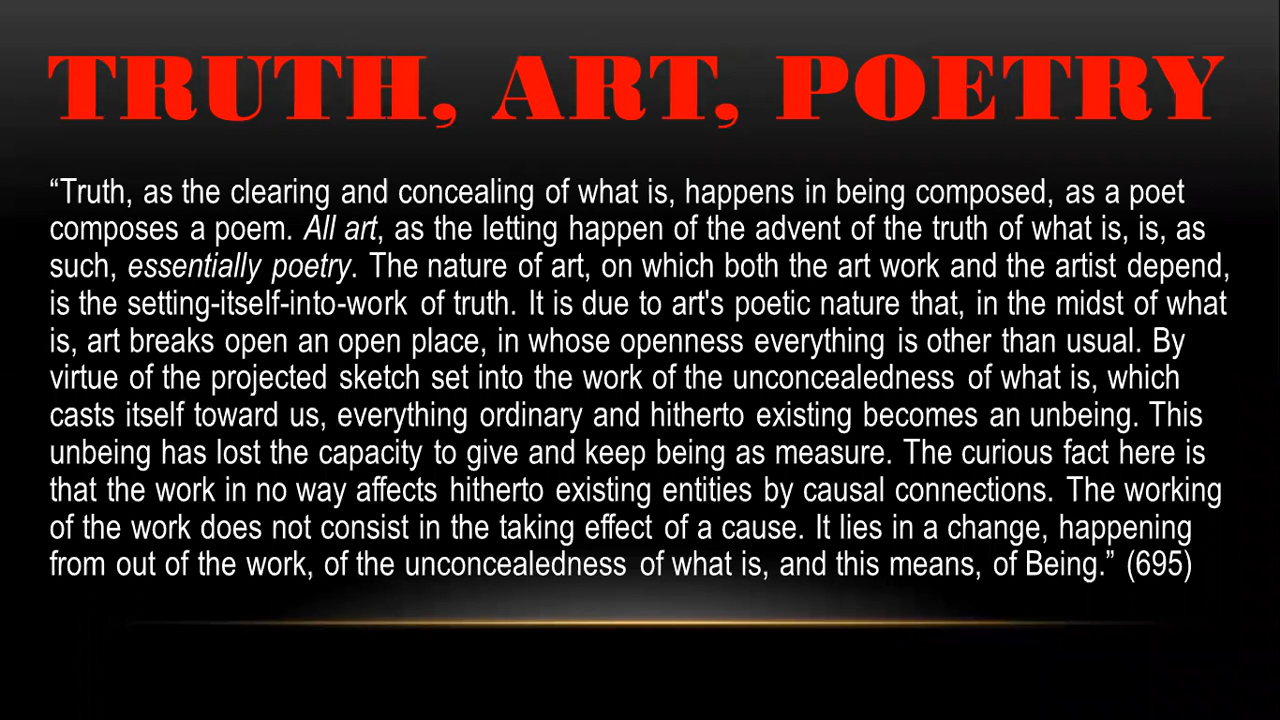 TRUTH, ART, POETRY
“Truth, as the clearing and concealing of what is, happens in being composed, as a poet
composes a poem. All art, as the letting happen of the advent of the truth of what is, is, as
such, essentially poetry. The nature of art, on which both the art work and the artist depend,
is the setting-itself-into-work of truth. It is due to art's poetic nature that, in the midst of what
is, art breaks open an open place, in whose openness everything is other than usual. By
virtue of the projected sketch set into the work of the unconcealedness of what is, which
casts itself toward us, everything ordinary and hitherto existing becomes an unbeing. This
unbeing has lost the capacity to give and keep being as measure. The curious fact here is
that the work in no way affects hitherto existing entities by causal connections. The working
of the work does not consist in the taking effect of a cause. It lies in a change, happening
from out of the work, of the unconcealedness of what is, and this means, of Being.” (695)